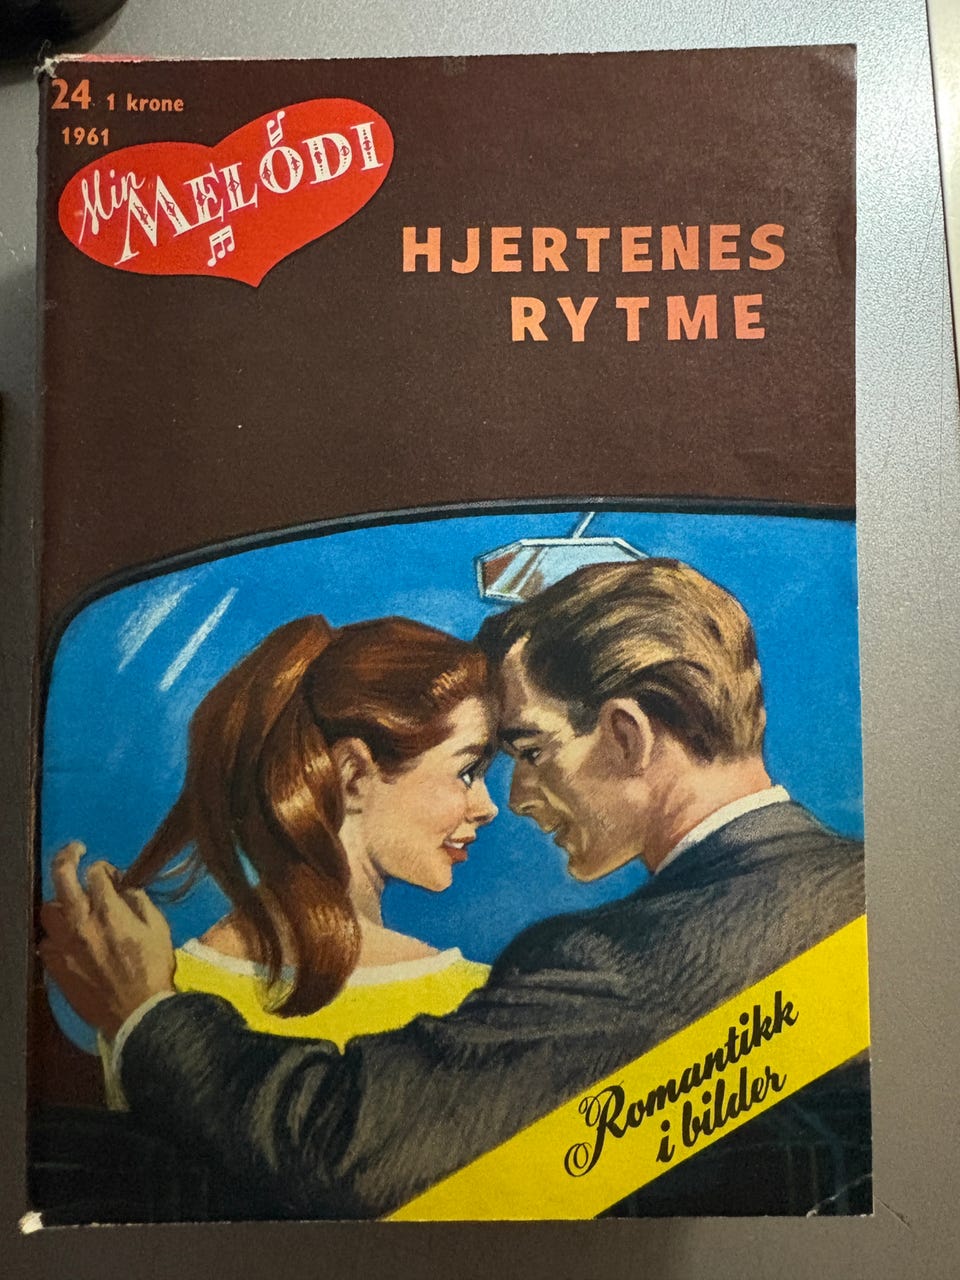 24 1 krone
1961
Min MELODI
HJERTENES
RYTME
Romantikk
i bilder